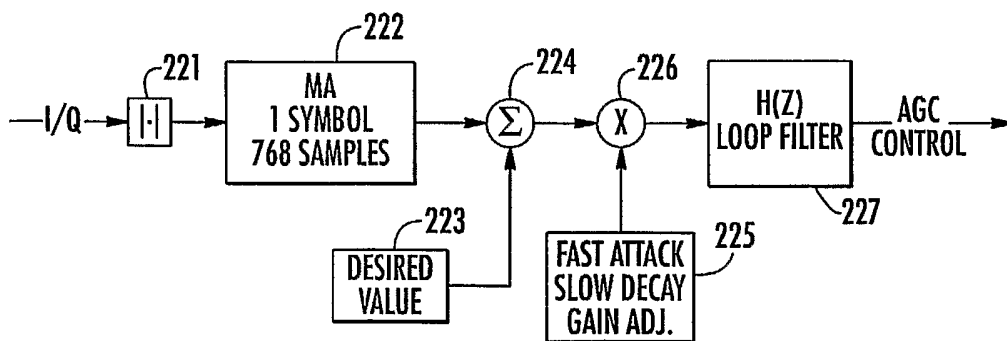 222
221
MA
1 SYMBOL
768 SAMPLES
I/Q
|·|
224
Σ
226
X
H(Z)
LOOP FILTER
227
AGC
CONTROL
223
DESIRED
VALUE
225
FAST ATTACK
SLOW DECAY
GAIN ADJ.